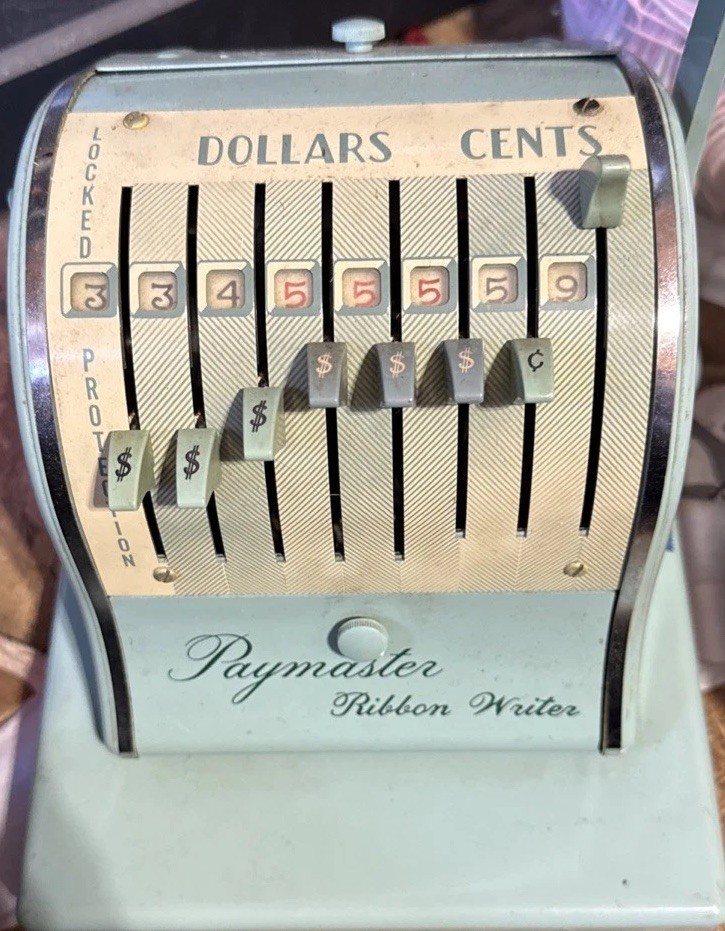 DOLLARS CENTS
LOCKED
3 3 4 5 5 5 5 9
PROTECTION
$ $ $ $ $ $ ¢
Paymaster
Ribbon Writer